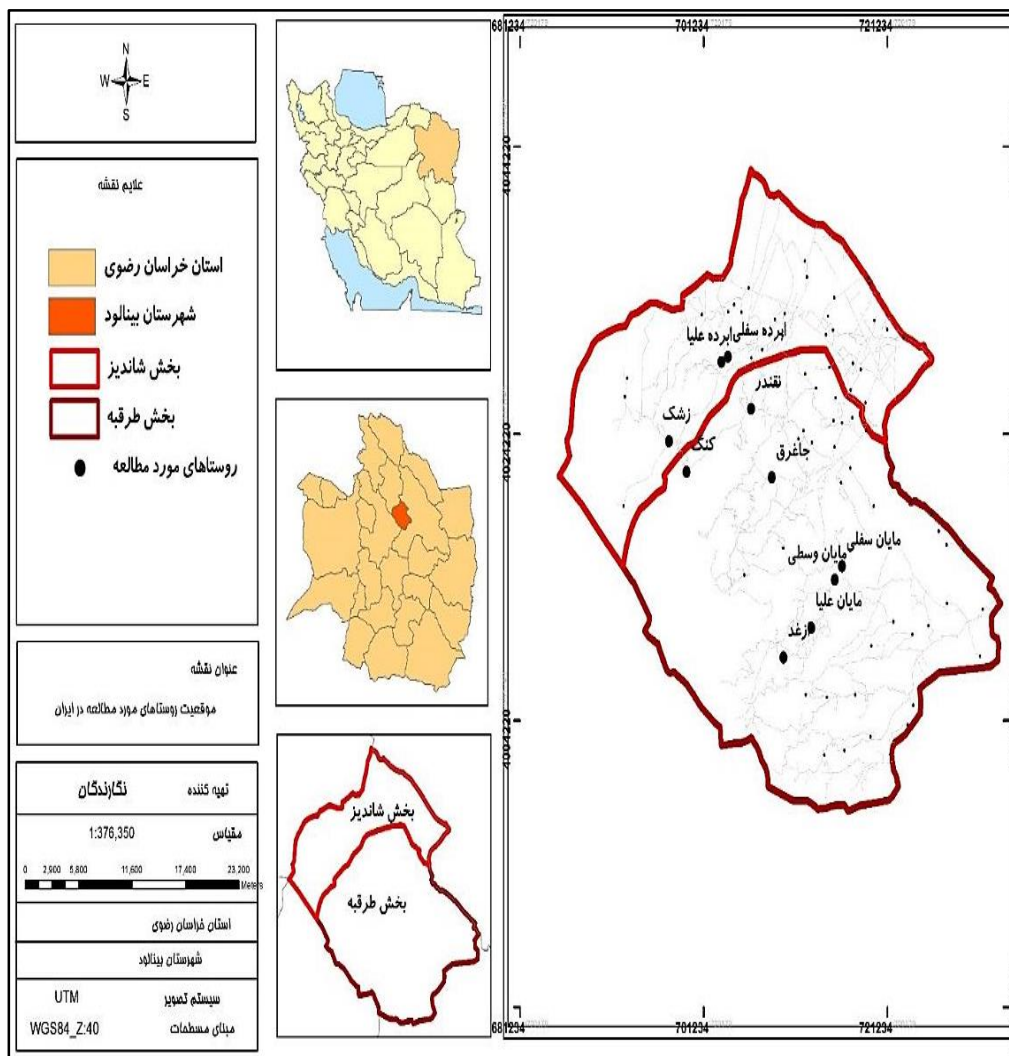 N
W E
S
علایم نقشه
استان خراسان رضوی
شهرستان بینالود
بخش شاندیز
بخش طرقبه
روستاهای مورد مطالعه
عنوان نقشه
موقعیت روستاهای مورد مطالعه در ایران
تهیه کننده نگارندگان
مقیاس 1:376,350
0 2,900 5,800 11,600 17,400 23,200
Meters
استان خراسان رضوی
شهرستان بینالود
سیستم تصویر UTM
مبنای مسطحات WGS84_Z:40
بخش شاندیز
بخش طرقبه
681234 701234 721234
4044220
4024220
4004220
ابرده سفلی
ابرده علیا
نقندر
زشک
کنگ
جاغرق
مایان سفلی
مایان وسطی
مایان علیا
زغد
681234 701234 721234